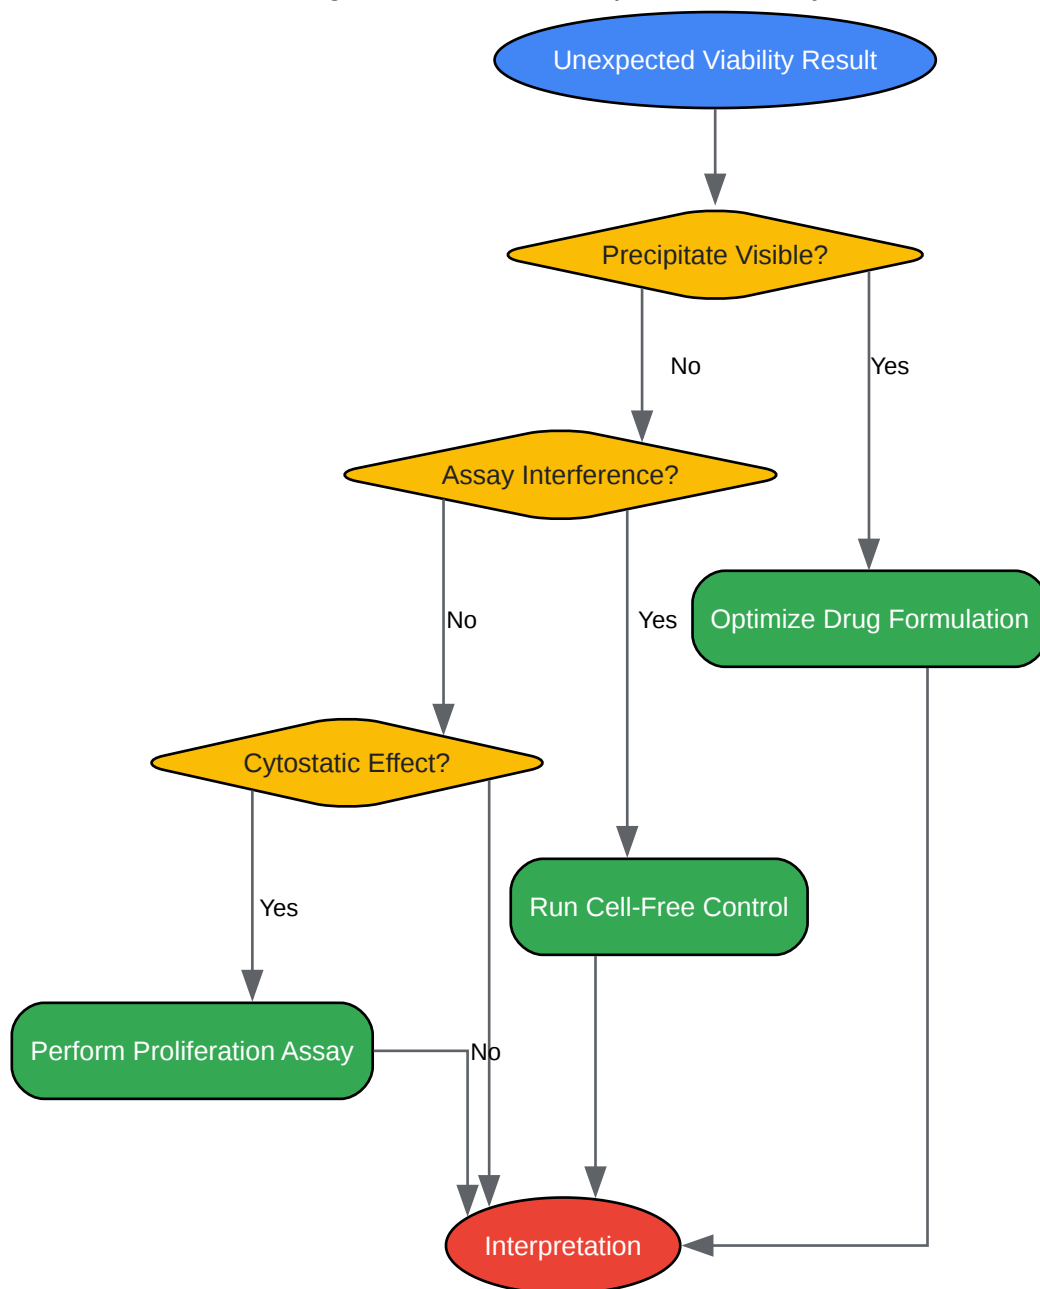 Unexpected Viability Result
Precipitate Visible?
No
Yes
Assay Interference?
No
Yes
Optimize Drug Formulation
Cytostatic Effect?
Yes
Run Cell-Free Control
Perform Proliferation Assay
No
Interpretation